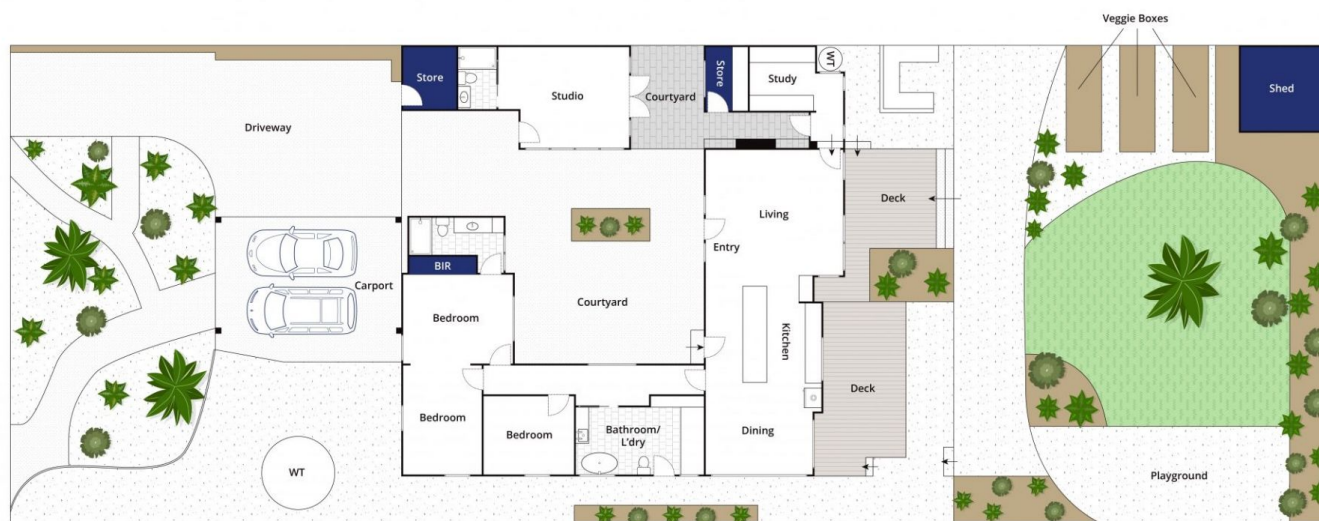 Veggie Boxes
WT
Store
Store
Study
Studio
Courtyard
Shed
Driveway
Deck
Living
Entry
BIR
Carport
Courtyard
Bedroom
Kitchen
Deck
Bedroom
Bedroom
Bathroom/
L'dry
Dining
WT
Playground